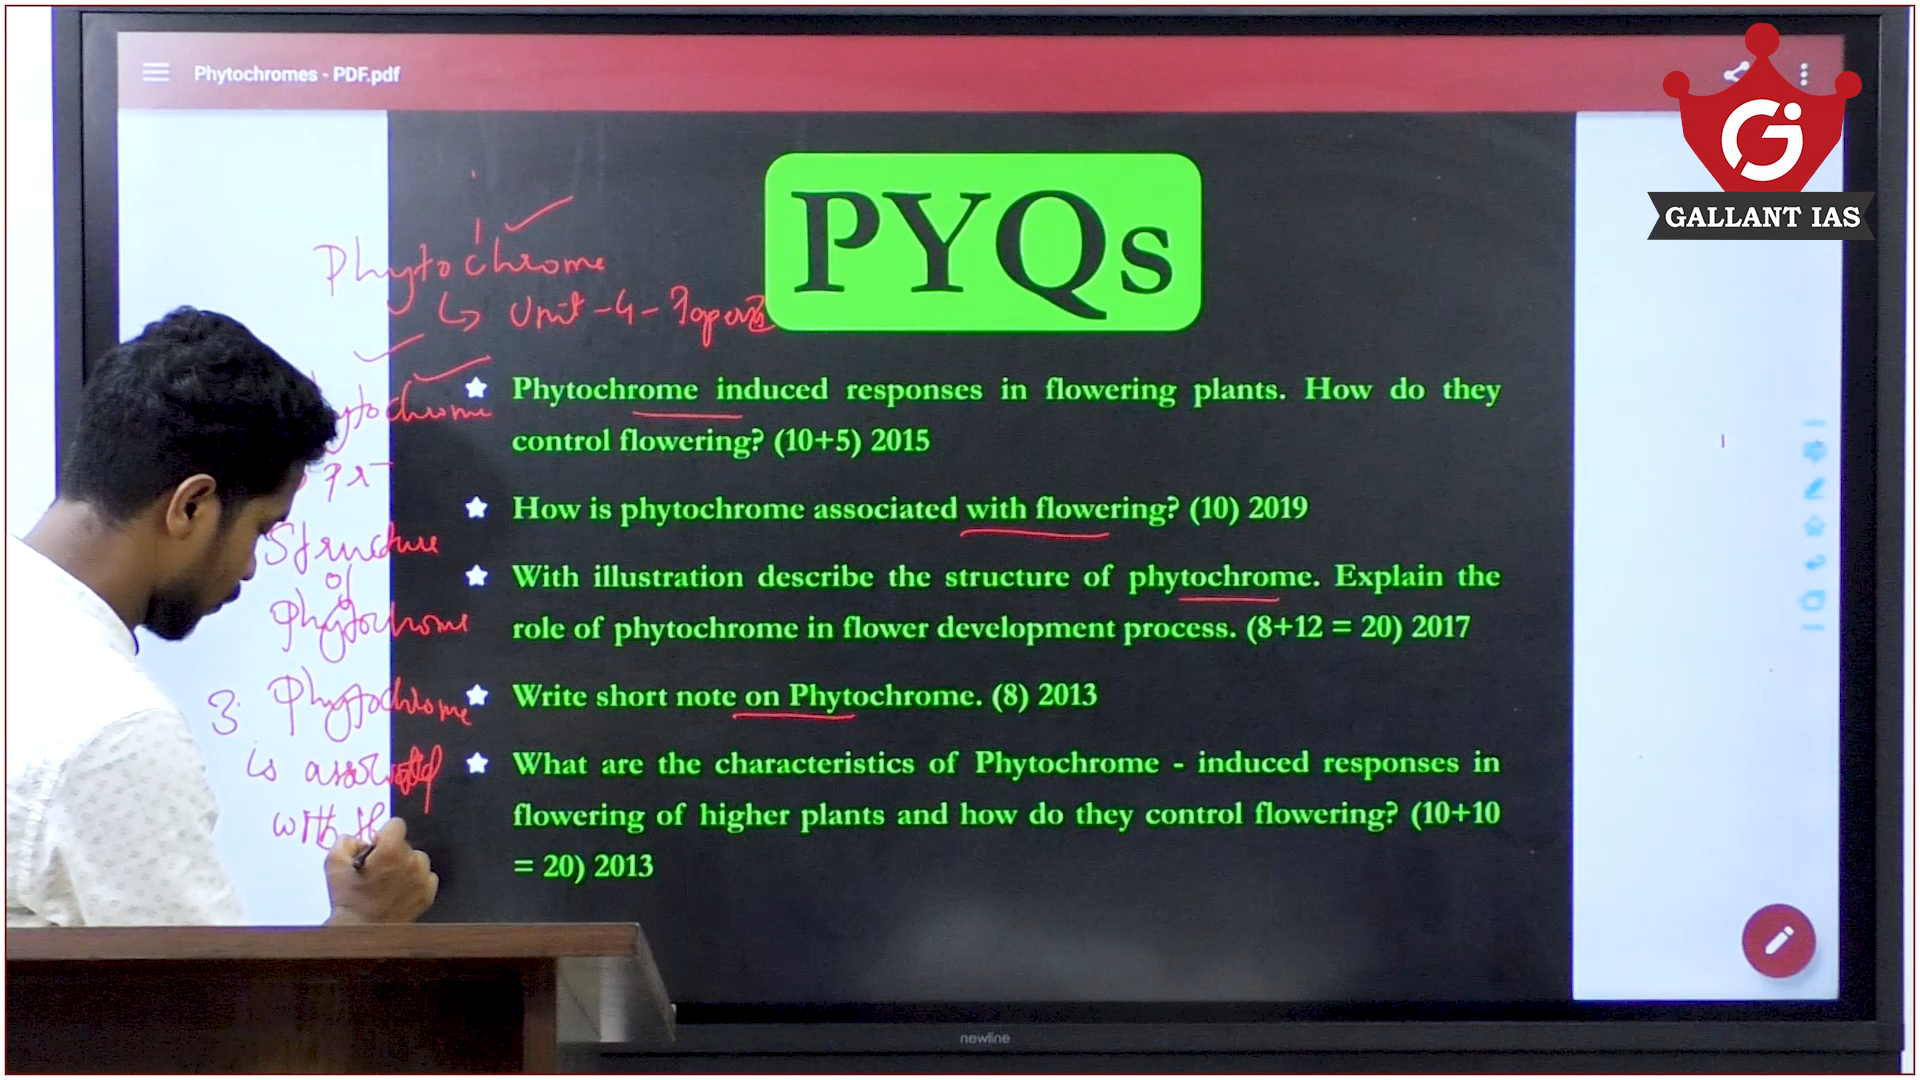 Phytochromes - PDF.pdf
GALLANT IAS
PYQs
Phytochrome
↳ Unit-4-Paper 2
★ Phytochrome induced responses in flowering plants. How do they
control flowering? (10+5) 2015
★ How is phytochrome associated with flowering? (10) 2019
★ With illustration describe the structure of phytochrome. Explain the
role of phytochrome in flower development process. (8+12 = 20) 2017
★ Write short note on Phytochrome. (8) 2013
★ What are the characteristics of Phytochrome - induced responses in
flowering of higher plants and how do they control flowering? (10+10
= 20) 2013
ytochrome
Structure
of
Phytochrome
3. Phytochrome
is associated
with
newline